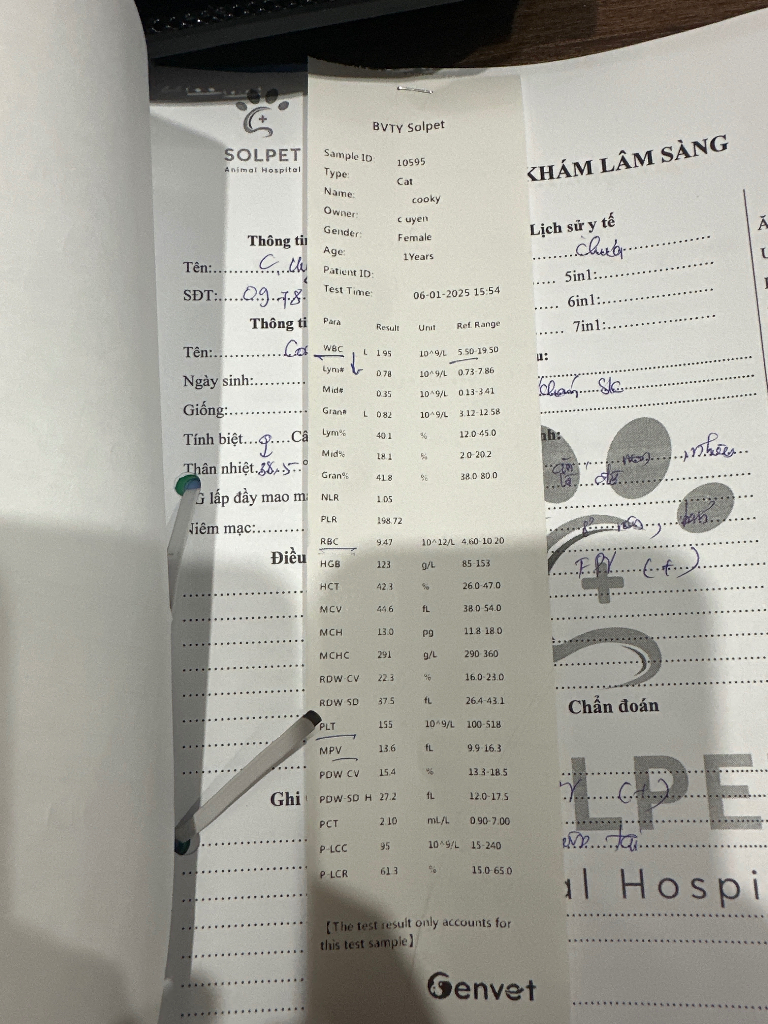 SOLPET
Animal Hospital
KHÁM LÂM SÀNG
Thông ti
Tên:
SĐT: 09 78
Thông ti
Tên: Co
Ngày sinh:
Giống:
Tính biệt ♀ Câ
Thân nhiệt 38.5 °
G lấp đầy mao m
Niêm mạc:
Điều
Ghi
BVTY Solpet
Sample ID: 10595
Type: Cat
Name: cooky
Owner: c uyen
Gender: Female
Age: 1Years
Patient ID:
Test Time: 06-01-2025 15:54
Para Result Unit Ref. Range
WBC L 1.95 10^9/L 5.50-19.50
Lym# 0.78 10^9/L 0.73-7.86
Mid# 0.35 10^9/L 0.13-3.41
Gran# L 0.82 10^9/L 3.12-12.58
Lym% 40.1 % 12.0-45.0
Mid% 18.1 % 2.0-20.2
Gran% 41.8 % 38.0-80.0
NLR 1.05
PLR 198.72
RBC 9.47 10^12/L 4.60-10.20
HGB 123 g/L 85-153
HCT 42.3 % 26.0-47.0
MCV 44.6 fL 38.0-54.0
MCH 13.0 pg 11.8-18.0
MCHC 291 g/L 290-360
RDW-CV 22.3 % 16.0-23.0
RDW-SD 37.5 fL 26.4-43.1
PLT 155 10^9/L 100-518
MPV 13.6 fL 9.9-16.3
PDW-CV 15.4 % 13.3-18.5
PDW-SD H 27.2 fL 12.0-17.5
PCT 2.10 mL/L 0.90-7.00
P-LCC 95 10^9/L 15-240
P-LCR 61.3 % 15.0-65.0
【The test result only accounts for
this test sample】
Genvet
Lịch sử y tế
5in1:
6in1:
7in1:
FPV (+)
Chẩn đoán
(+)
LPE
al Hospi